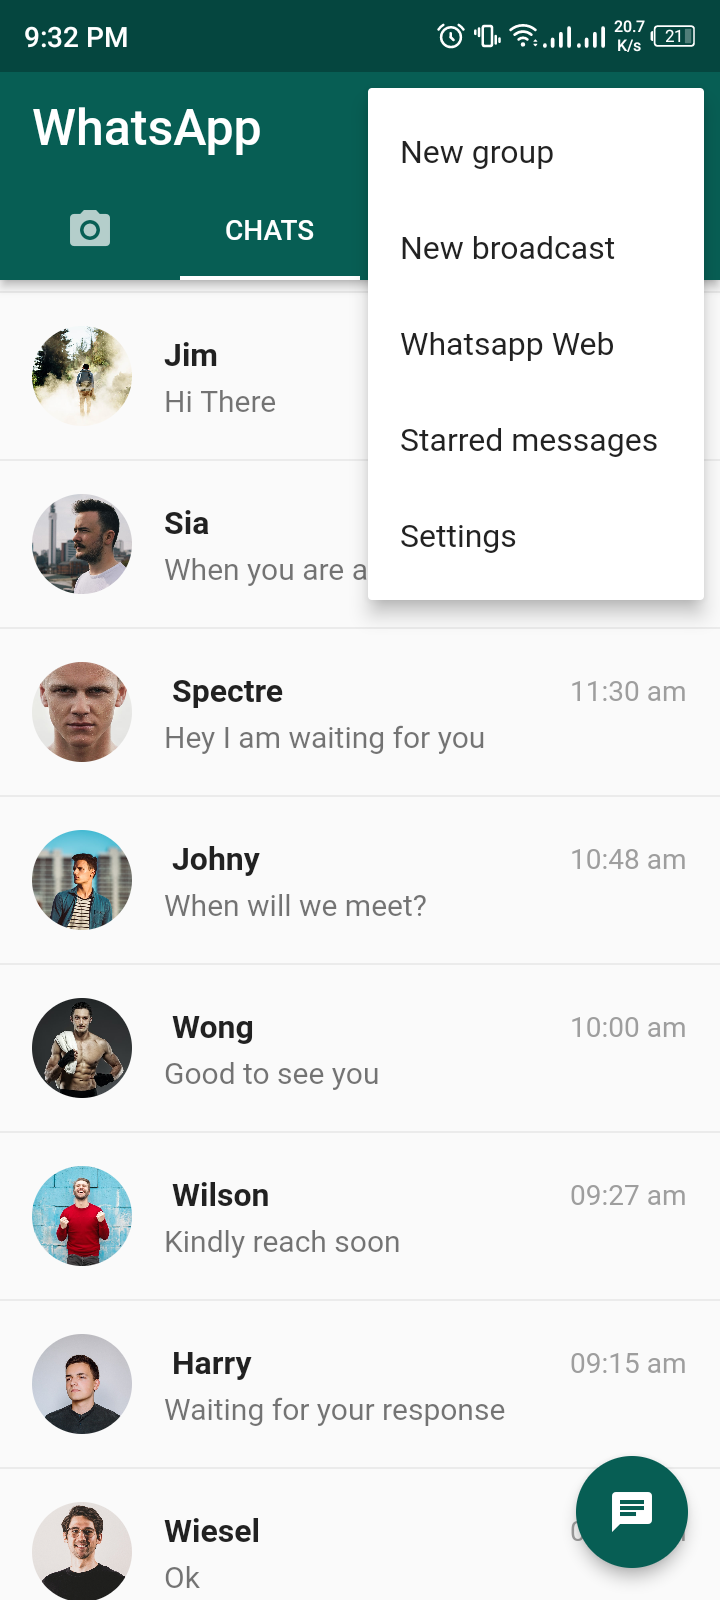 9:32 PM
20.7
K/s
21
WhatsApp
CHATS
New group
New broadcast
Whatsapp Web
Starred messages
Settings
Jim
Hi There
Sia
When you are a
Spectre
11:30 am
Hey I am waiting for you
Johny
10:48 am
When will we meet?
Wong
10:00 am
Good to see you
Wilson
09:27 am
Kindly reach soon
Harry
09:15 am
Waiting for your response
Wiesel
Ok